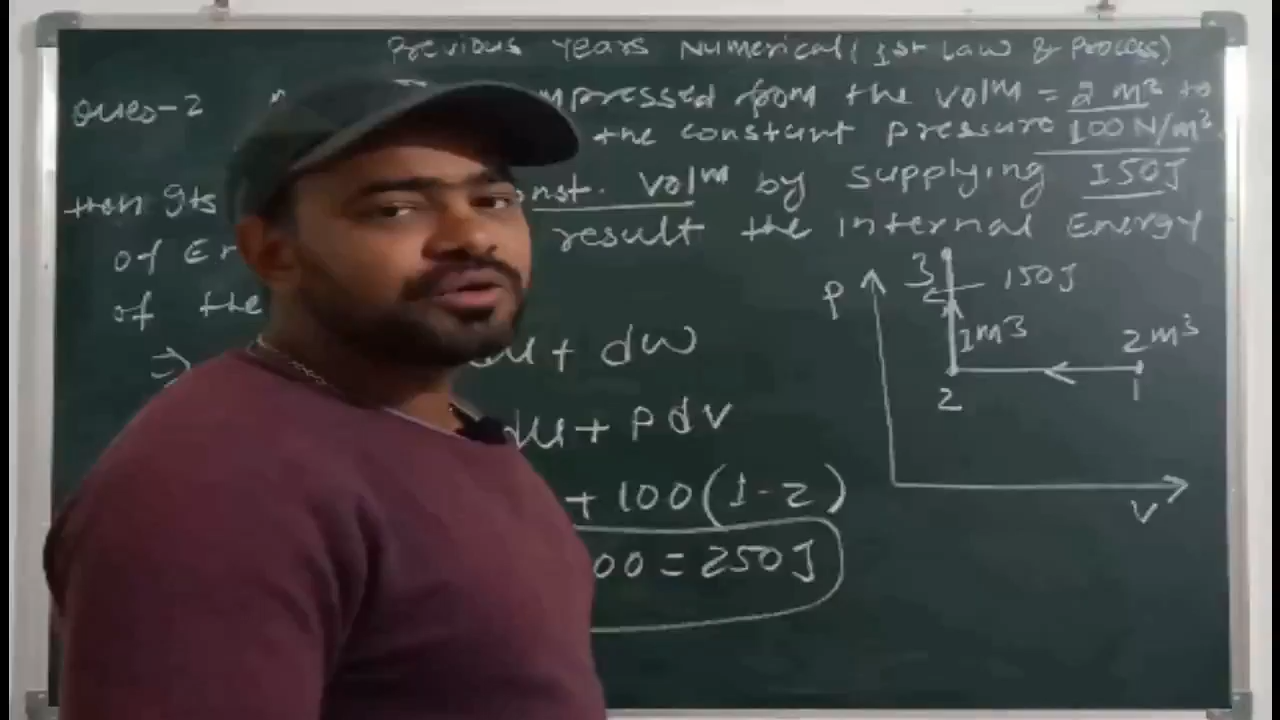 Previous Years Numerical (1st Law & Process)
Ques-2 mpressed from the volm = 2 m³ to
the constant pressure 100 N/m².
then Its onst. volm by supplying 150J
of En result the internal Energy
of the
⇒ du + dw
du + pdv
+ 100 (1-2)
00 = 250J
P
3 150J
1m³ 2m³
2 1
V